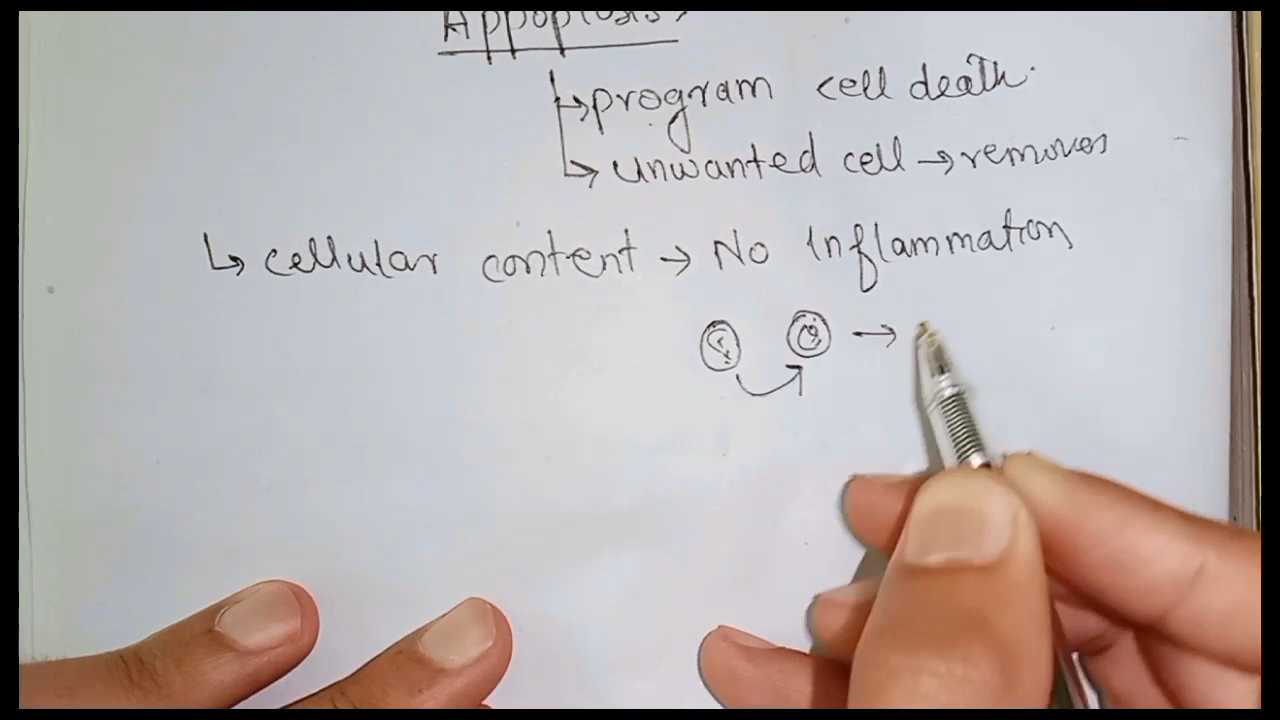 Appoptosis:
program cell death.
unwanted cell → removes
↳ cellular content → No inflammation